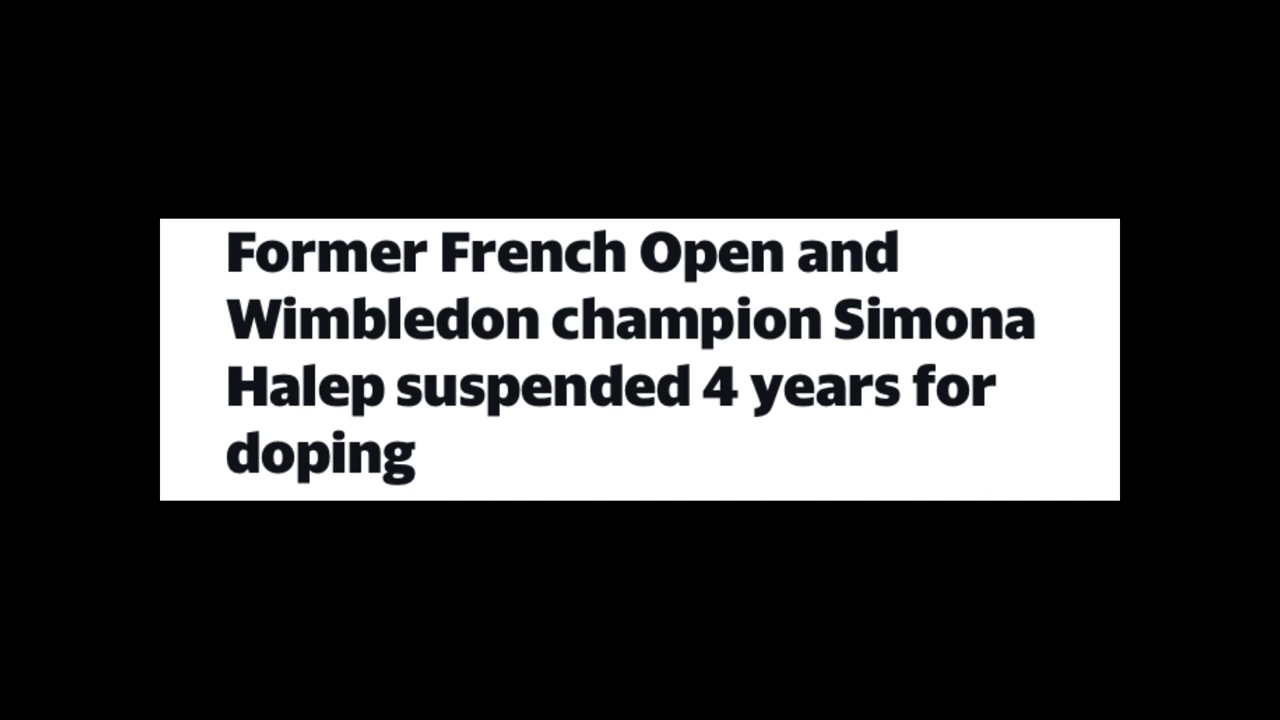 Former French Open and
Wimbledon champion Simona
Halep suspended 4 years for
doping